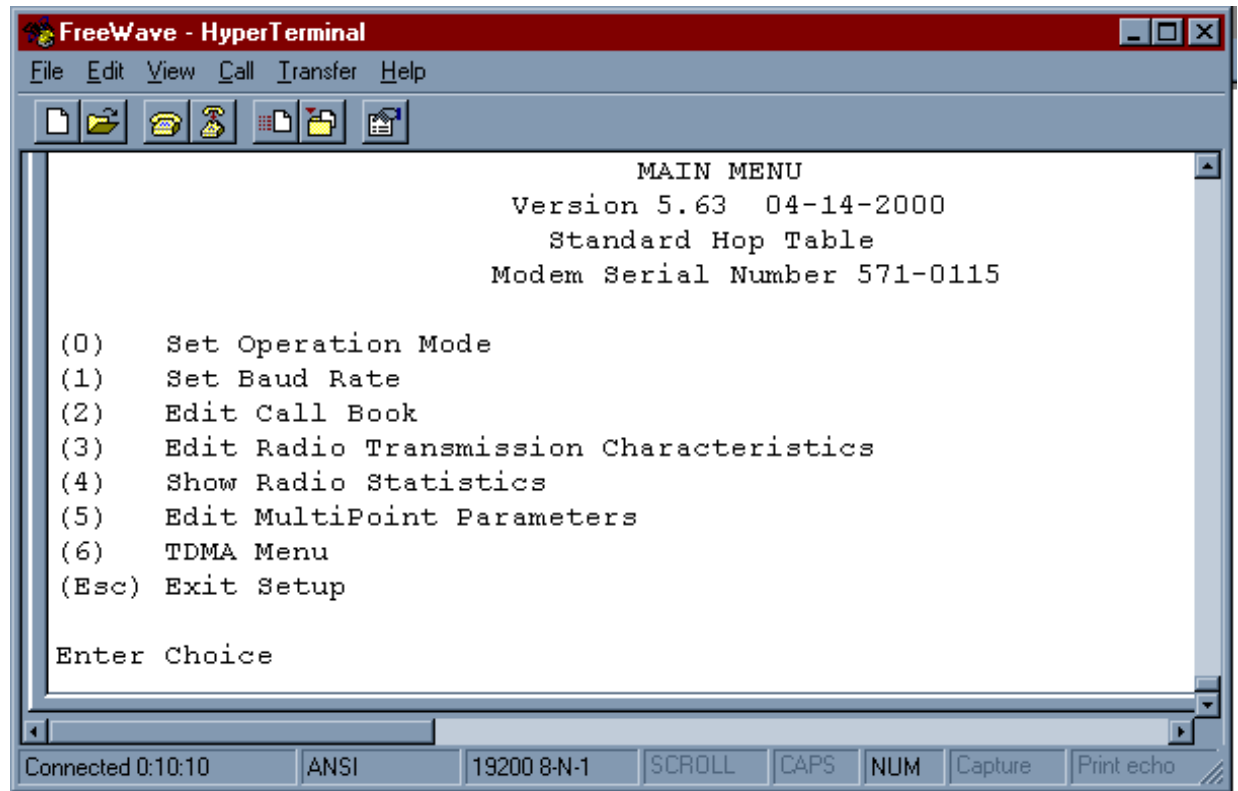 FreeWave - HyperTerminal
File Edit View Call Transfer Help
MAIN MENU
Version 5.63 04-14-2000
Standard Hop Table
Modem Serial Number 571-0115
(0) Set Operation Mode
(1) Set Baud Rate
(2) Edit Call Book
(3) Edit Radio Transmission Characteristics
(4) Show Radio Statistics
(5) Edit MultiPoint Parameters
(6) TDMA Menu
(Esc) Exit Setup
Enter Choice
Connected 0:10:10 ANSI 19200 8-N-1 SCROLL CAPS NUM Capture Print echo